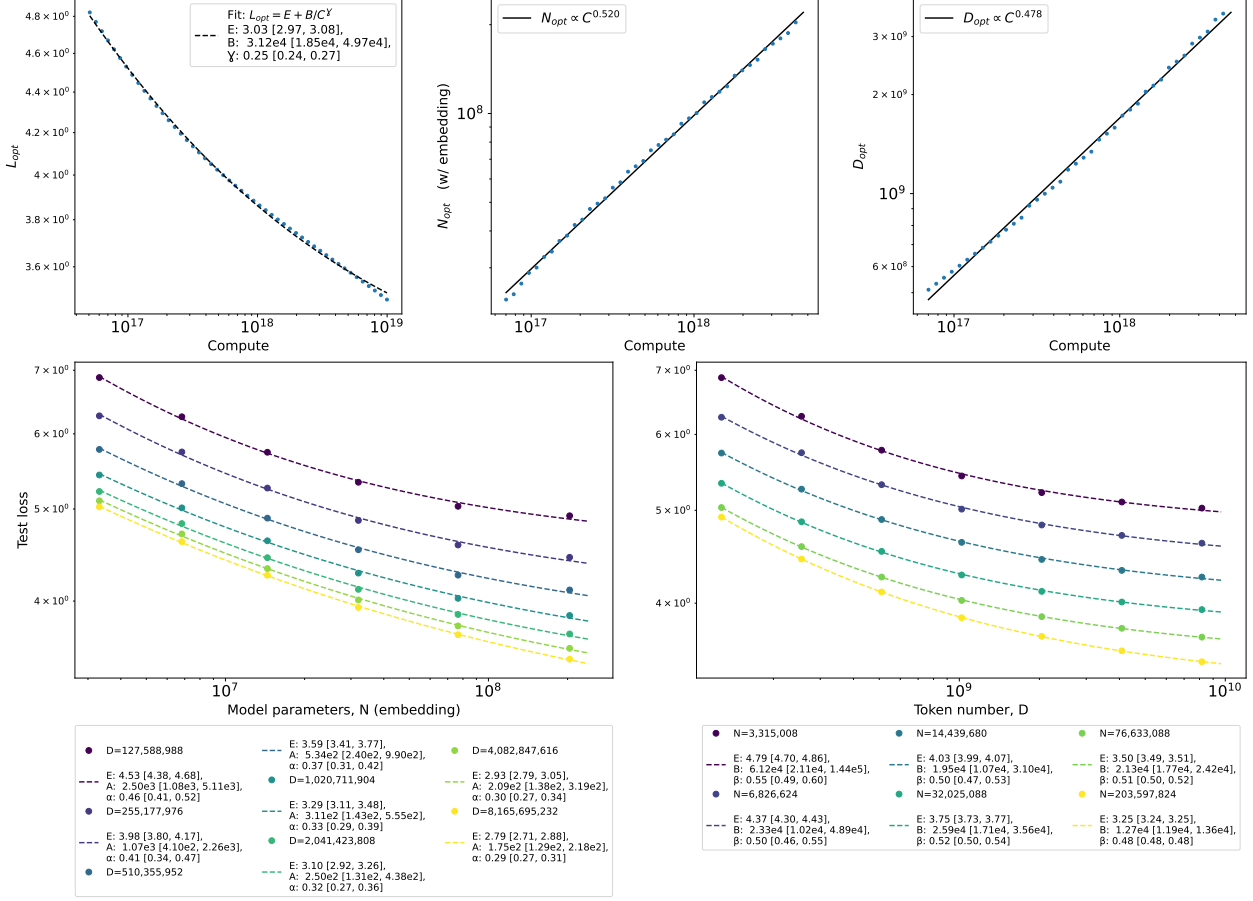 Fit: L_opt = E + B/C^ɣ
E: 3.03 [2.97, 3.08],
B: 3.12e4 [1.85e4, 4.97e4],
Ɣ: 0.25 [0.24, 0.27]
4.8 × 10⁰
4.6 × 10⁰
4.4 × 10⁰
4.2 × 10⁰
4 × 10⁰
3.8 × 10⁰
3.6 × 10⁰
L_opt
10¹⁷
10¹⁸
10¹⁹
Compute
N_opt ∝ C^0.520
10⁸
N_opt (w/ embedding)
10¹⁷
10¹⁸
Compute
D_opt ∝ C^0.478
3 × 10⁹
2 × 10⁹
10⁹
6 × 10⁸
D_opt
10¹⁷
10¹⁸
Compute
7 × 10⁰
6 × 10⁰
5 × 10⁰
4 × 10⁰
Test loss
10⁷
10⁸
Model parameters, N (embedding)
7 × 10⁰
6 × 10⁰
5 × 10⁰
4 × 10⁰
10⁹
10¹⁰
Token number, D
D=127,588,988
E: 4.53 [4.38, 4.68],
A: 2.50e3 [1.08e3, 5.11e3],
α: 0.46 [0.41, 0.52]
D=255,177,976
E: 3.98 [3.80, 4.17],
A: 1.07e3 [4.10e2, 2.26e3],
α: 0.41 [0.34, 0.47]
D=510,355,952
E: 3.59 [3.41, 3.77],
A: 5.34e2 [2.40e2, 9.90e2],
α: 0.37 [0.31, 0.42]
D=1,020,711,904
E: 3.29 [3.11, 3.48],
A: 3.11e2 [1.43e2, 5.55e2],
α: 0.33 [0.29, 0.39]
D=2,041,423,808
E: 3.10 [2.92, 3.26],
A: 2.50e2 [1.31e2, 4.38e2],
α: 0.32 [0.27, 0.36]
D=4,082,847,616
E: 2.93 [2.79, 3.05],
A: 2.09e2 [1.38e2, 3.19e2],
α: 0.30 [0.27, 0.34]
D=8,165,695,232
E: 2.79 [2.71, 2.88],
A: 1.75e2 [1.29e2, 2.18e2],
α: 0.29 [0.27, 0.31]
N=3,315,008
E: 4.79 [4.70, 4.86],
B: 6.12e4 [2.11e4, 1.44e5],
β: 0.55 [0.49, 0.60]
N=6,826,624
E: 4.37 [4.30, 4.43],
B: 2.33e4 [1.02e4, 4.89e4],
β: 0.50 [0.46, 0.55]
N=14,439,680
E: 4.03 [3.99, 4.07],
B: 1.95e4 [1.07e4, 3.10e4],
β: 0.50 [0.47, 0.53]
N=32,025,088
E: 3.75 [3.73, 3.77],
B: 2.59e4 [1.71e4, 3.56e4],
β: 0.52 [0.50, 0.54]
N=76,633,088
E: 3.50 [3.49, 3.51],
B: 2.13e4 [1.77e4, 2.42e4],
β: 0.51 [0.50, 0.52]
N=203,597,824
E: 3.25 [3.24, 3.25],
B: 1.27e4 [1.19e4, 1.36e4],
β: 0.48 [0.48, 0.48]